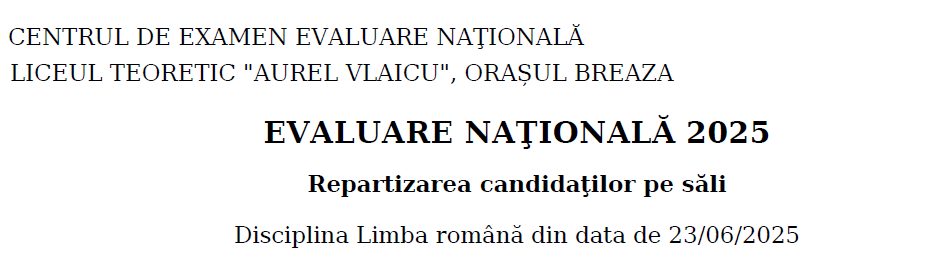 CENTRUL DE EXAMEN EVALUARE NAŢIONALĂ
LICEUL TEORETIC "AUREL VLAICU", ORAȘUL BREAZA
EVALUARE NAŢIONALĂ 2025
Repartizarea candidaţilor pe săli
Disciplina Limba română din data de 23/06/2025